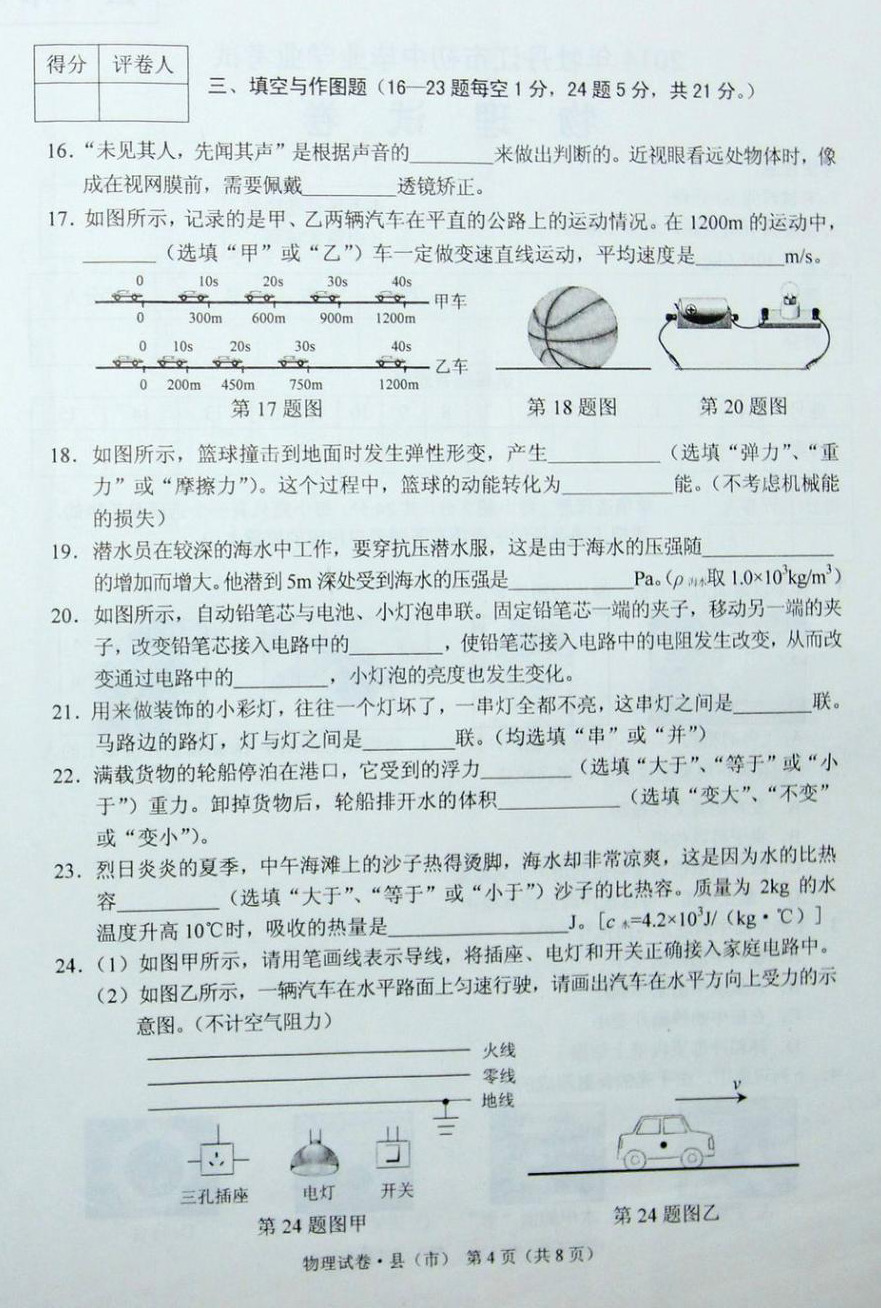 得分 评卷人
三、填空与作图题（16—23题每空1分，24题5分，共21分。）
16.“未见其人，先闻其声”是根据声音的________来做出判断的。近视眼看远处物体时，像
成在视网膜前，需要佩戴________透镜矫正。
17. 如图所示，记录的是甲、乙两辆汽车在平直的公路上的运动情况。在1200m的运动中，
________（选填“甲”或“乙”）车一定做变速直线运动，平均速度是________m/s。
0 10s 20s 30s 40s
甲车
0 300m 600m 900m 1200m
0 10s 20s 30s 40s
乙车
0 200m 450m 750m 1200m
第17题图 第18题图 第20题图
18. 如图所示，篮球撞击到地面时发生弹性形变，产生________（选填“弹力”、“重
力”或“摩擦力”）。这个过程中，篮球的动能转化为________能。（不考虑机械能
的损失）
19. 潜水员在较深的海水中工作，要穿抗压潜水服，这是由于海水的压强随________
的增加而增大。他潜到5m深处受到海水的压强是________Pa。（ρ海水取1.0×10³kg/m³）
20. 如图所示，自动铅笔芯与电池、小灯泡串联。固定铅笔芯一端的夹子，移动另一端的夹
子，改变铅笔芯接入电路中的________，使铅笔芯接入电路中的电阻发生改变，从而改
变通过电路中的________，小灯泡的亮度也发生变化。
21. 用来做装饰的小彩灯，往往一个灯坏了，一串灯全都不亮，这串灯之间是________联。
马路边的路灯，灯与灯之间是________联。（均选填“串”或“并”）
22. 满载货物的轮船停泊在港口，它受到的浮力________（选填“大于”、“等于”或“小
于”）重力。卸掉货物后，轮船排开水的体积________（选填“变大”、“不变”
或“变小”）。
23. 烈日炎炎的夏季，中午海滩上的沙子热得烫脚，海水却非常凉爽，这是因为水的比热
容________（选填“大于”、“等于”或“小于”）沙子的比热容。质量为2kg的水
温度升高10℃时，吸收的热量是________J。[c水=4.2×10³J/（kg·℃）]
24.（1）如图甲所示，请用笔画线表示导线，将插座、电灯和开关正确接入家庭电路中。
（2）如图乙所示，一辆汽车在水平路面上匀速行驶，请画出汽车在水平方向上受力的示
意图。（不计空气阻力）
火线
零线
地线
v
三孔插座 电灯 开关
第24题图甲 第24题图乙
物理试卷·县（市） 第4页（共8页）